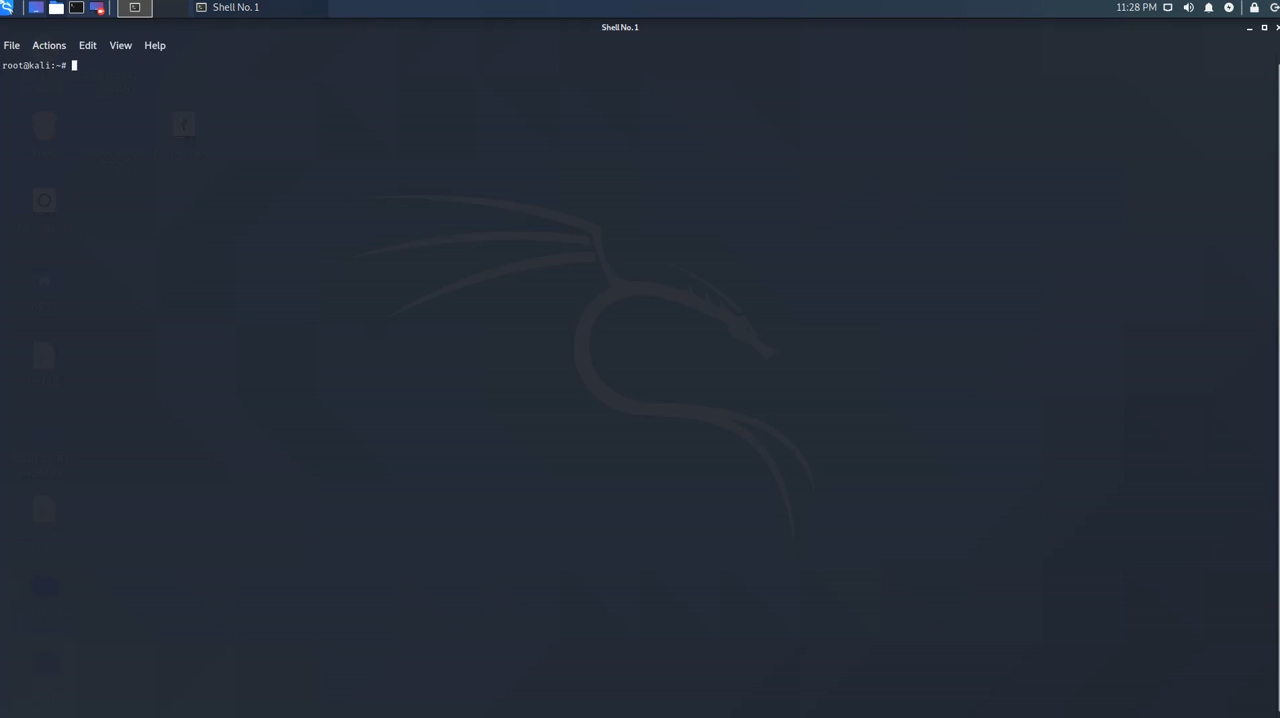 Shell No. 1
11:28 PM
Shell No. 1
File Actions Edit View Help
root@kali:~#